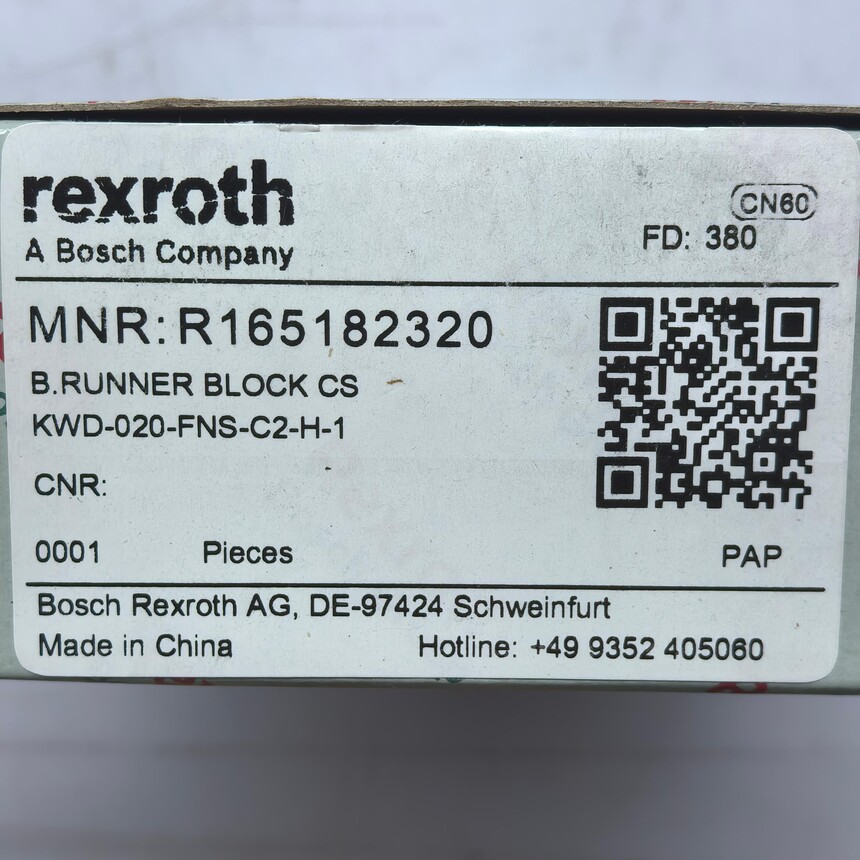 rexroth
A Bosch Company
CN60
FD: 380
MNR: R165182320
B.RUNNER BLOCK CS
KWD-020-FNS-C2-H-1
CNR:
0001 Pieces PAP
Bosch Rexroth AG, DE-97424 Schweinfurt
Made in China Hotline: +49 9352 405060